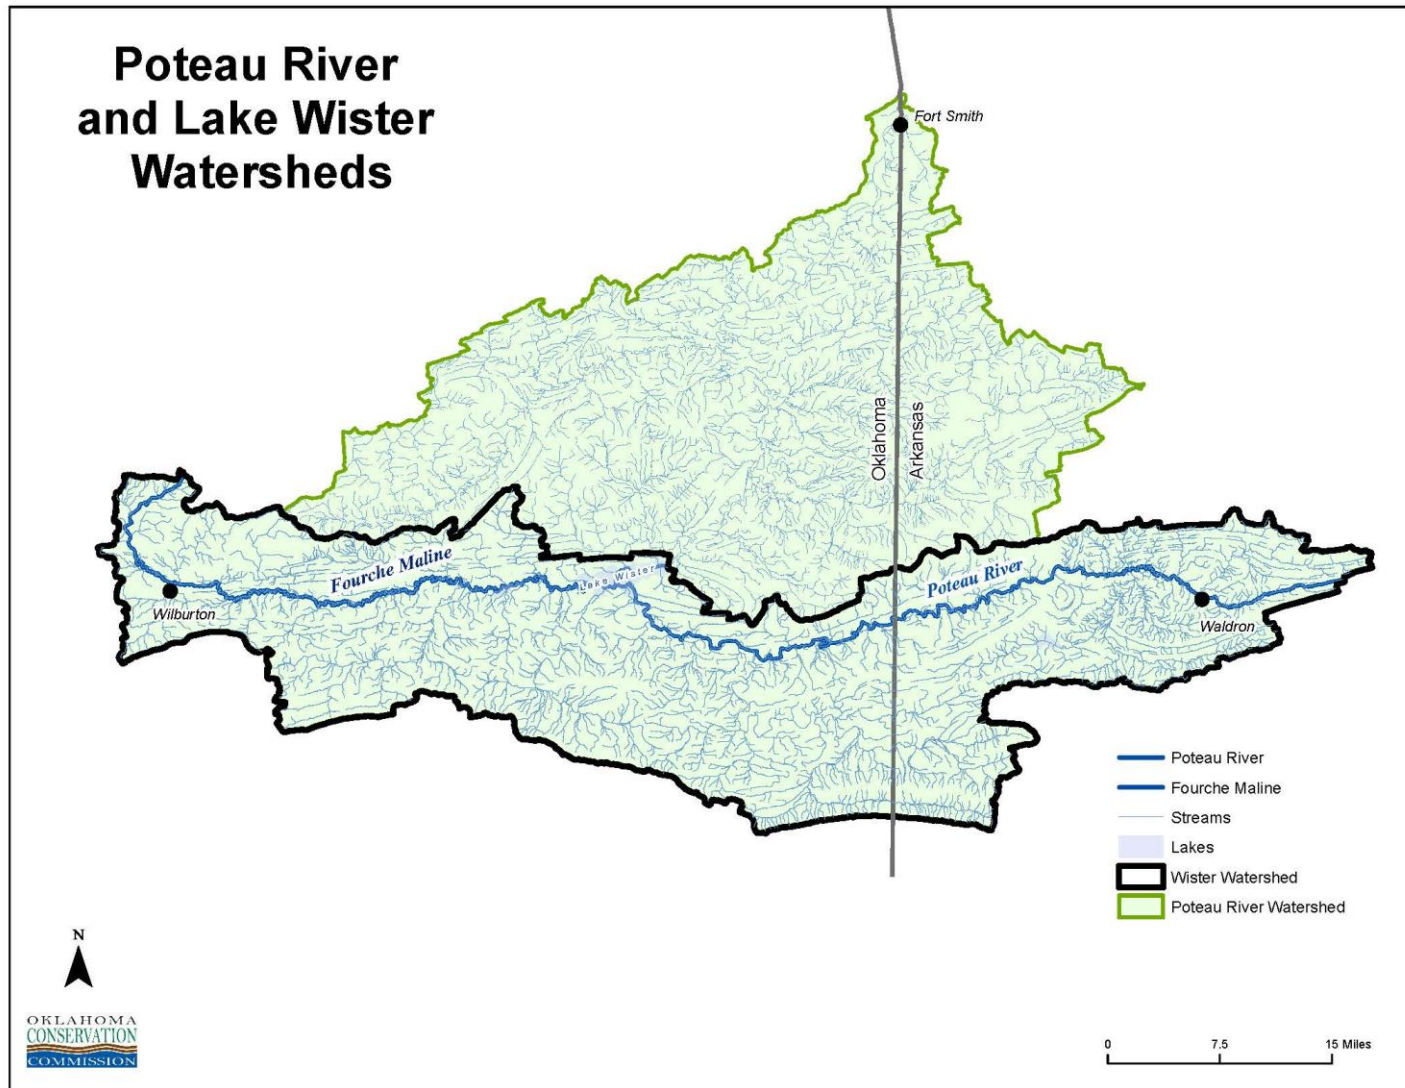 Poteau River
and Lake Wister
Watersheds
Fort Smith
Oklahoma
Arkansas
Fourche Maline
Lake Wister
Poteau River
Wilburton
Waldron
Poteau River
Fourche Maline
Streams
Lakes
Wister Watershed
Poteau River Watershed
N
OKLAHOMA
CONSERVATION
COMMISSION
0 7.5 15 Miles